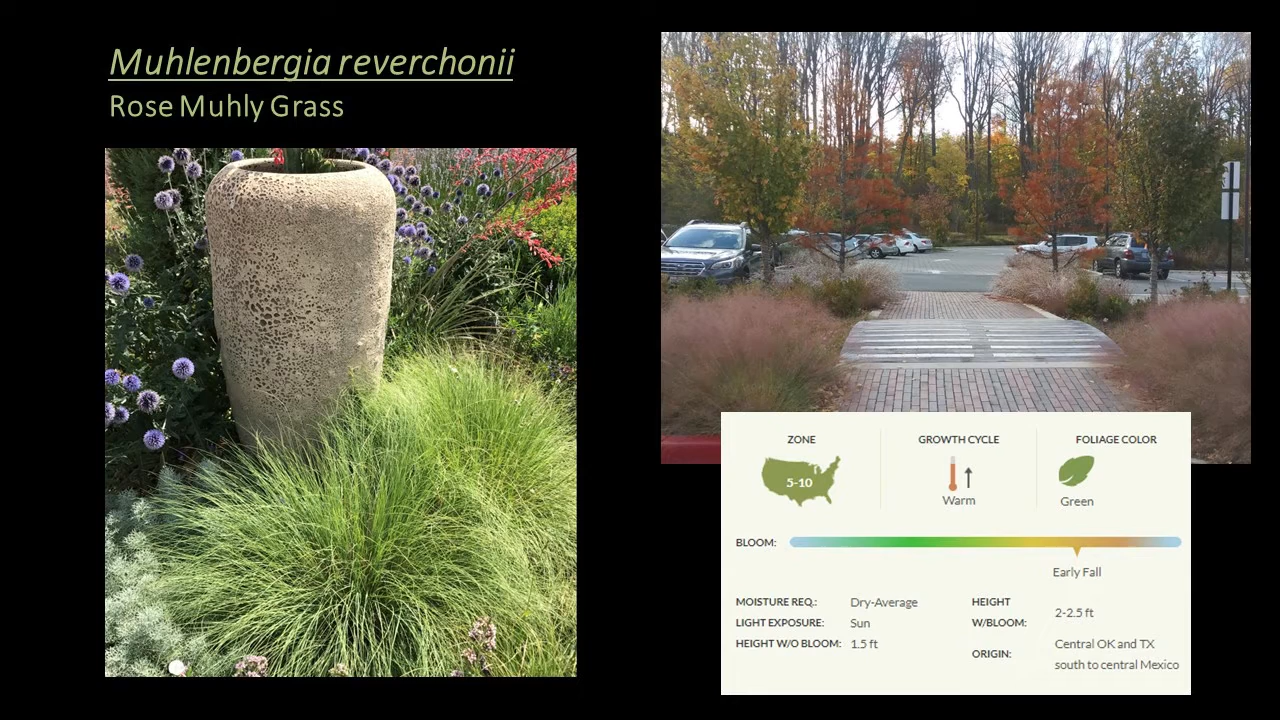 Muhlenbergia reverchonii
Rose Muhly Grass
ZONE
5-10
GROWTH CYCLE
Warm
FOLIAGE COLOR
Green
BLOOM:
Early Fall
MOISTURE REQ.: Dry-Average
LIGHT EXPOSURE: Sun
HEIGHT W/O BLOOM: 1.5 ft
HEIGHT
W/BLOOM:
2-2.5 ft
ORIGIN:
Central OK and TX
south to central Mexico